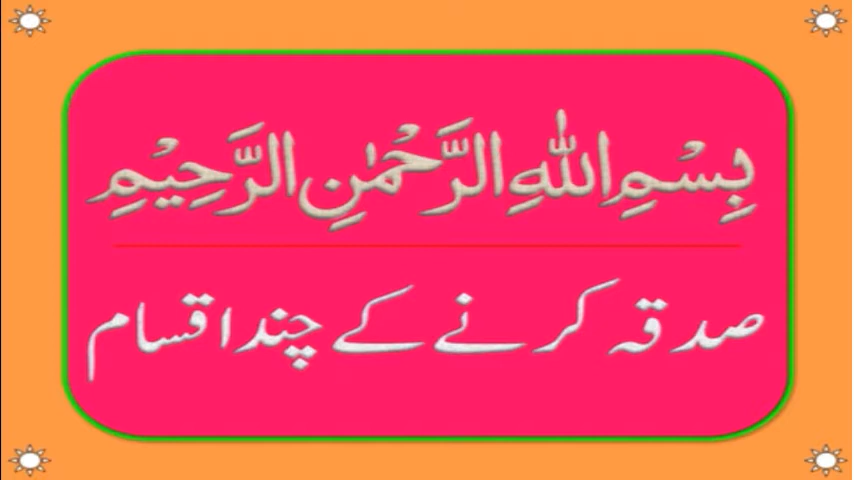 بِسْمِ اللّٰهِ الرَّحْمٰنِ الرَّحِیْمِ
صدقہ کرنے کے چند اقسام